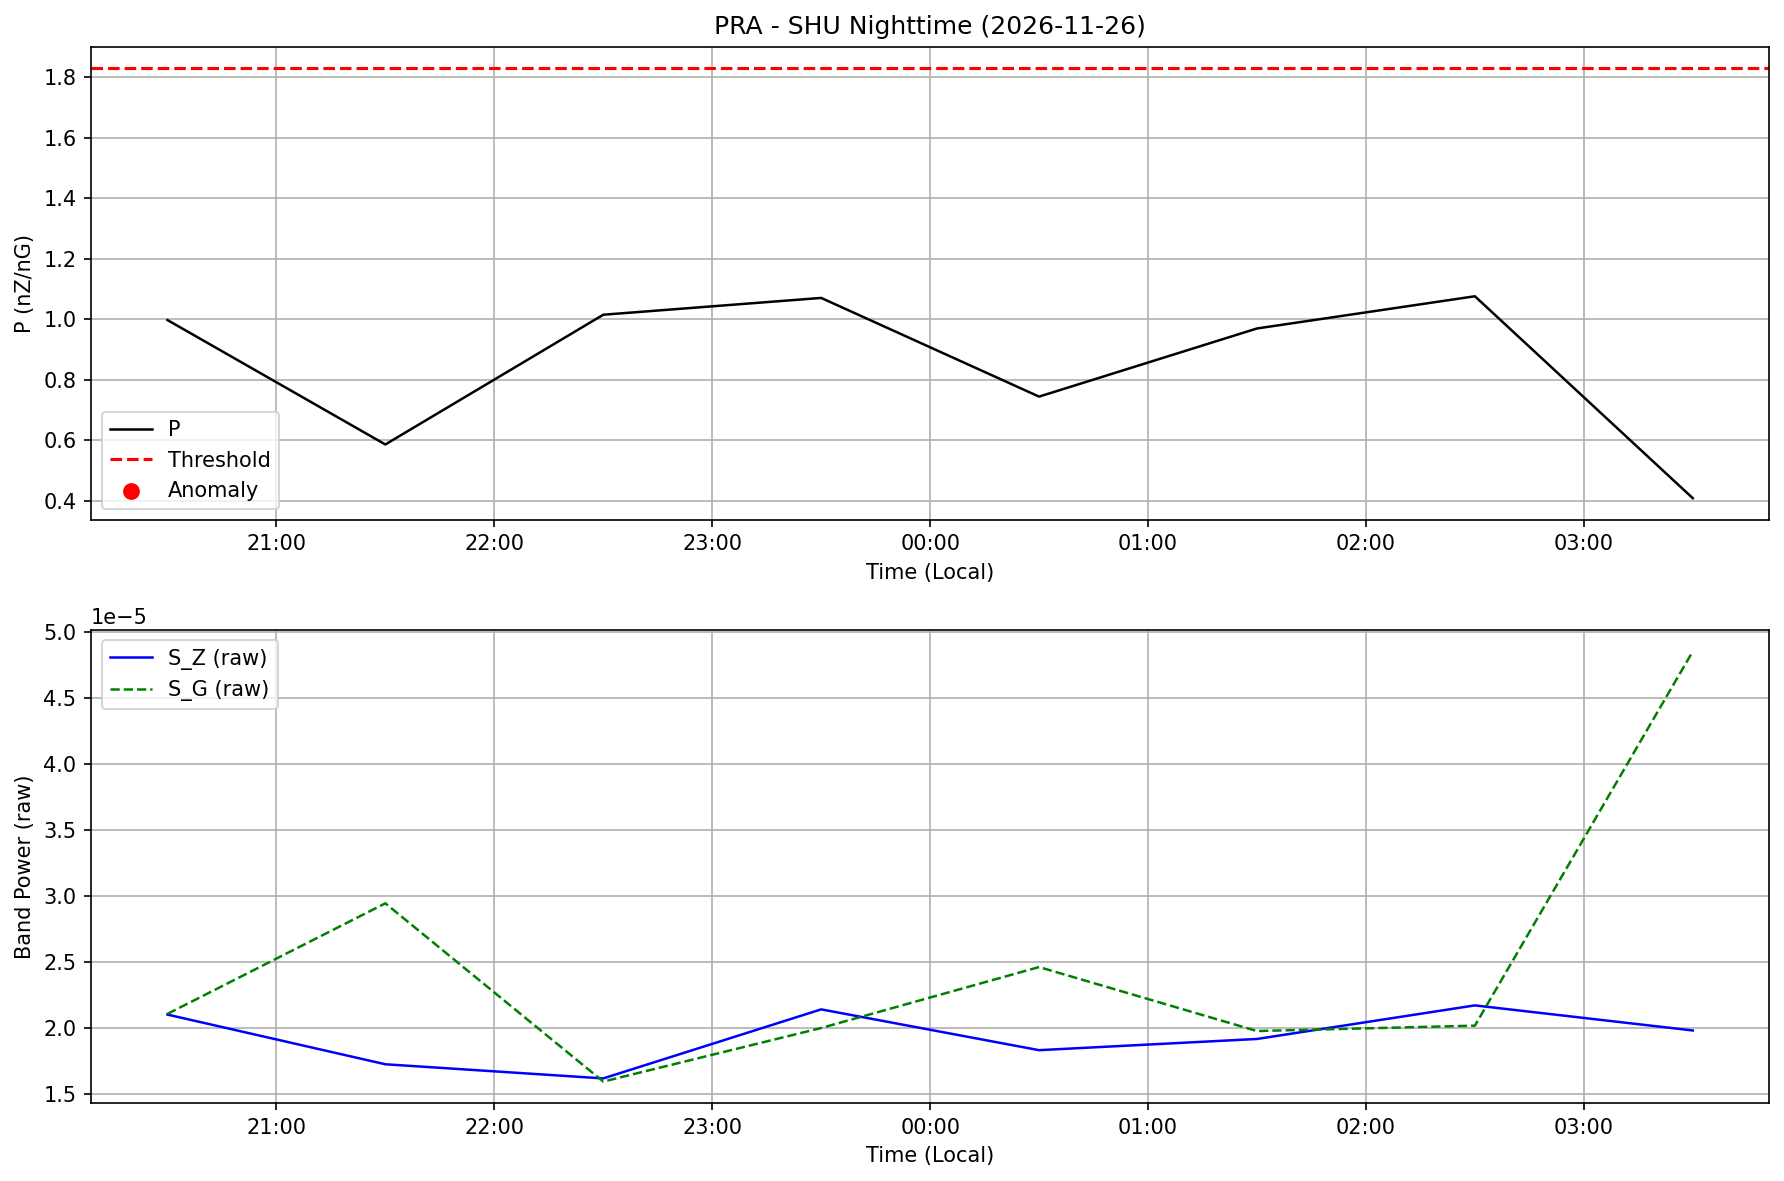 PRA - SHU Nighttime (2026-11-26)
P (nZ/nG)
1.8
1.6
1.4
1.2
1.0
0.8
0.6
0.4
P
Threshold
Anomaly
21:00 22:00 23:00 00:00 01:00 02:00 03:00
Time (Local)
1e−5
Band Power (raw)
5.0
4.5
4.0
3.5
3.0
2.5
2.0
1.5
S_Z (raw)
S_G (raw)
21:00 22:00 23:00 00:00 01:00 02:00 03:00
Time (Local)